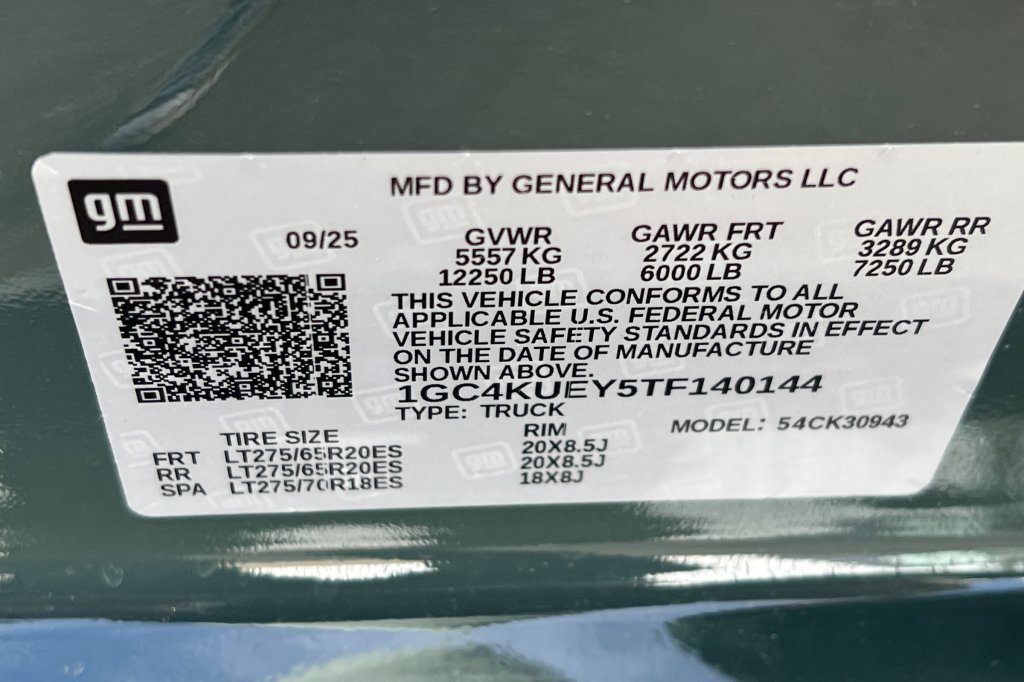 gm
MFD BY GENERAL MOTORS LLC
09/25
GVWR GAWR FRT GAWR RR
5557 KG 2722 KG 3289 KG
12250 LB 6000 LB 7250 LB
THIS VEHICLE CONFORMS TO ALL
APPLICABLE U.S. FEDERAL MOTOR
VEHICLE SAFETY STANDARDS IN EFFECT
ON THE DATE OF MANUFACTURE
SHOWN ABOVE.
1GC4KUEY5TF140144
TYPE: TRUCK
MODEL: 54CK30943
TIRE SIZE RIM
FRT LT275/65R20ES 20X8.5J
RR LT275/65R20ES 20X8.5J
SPA LT275/70R18ES 18X8J